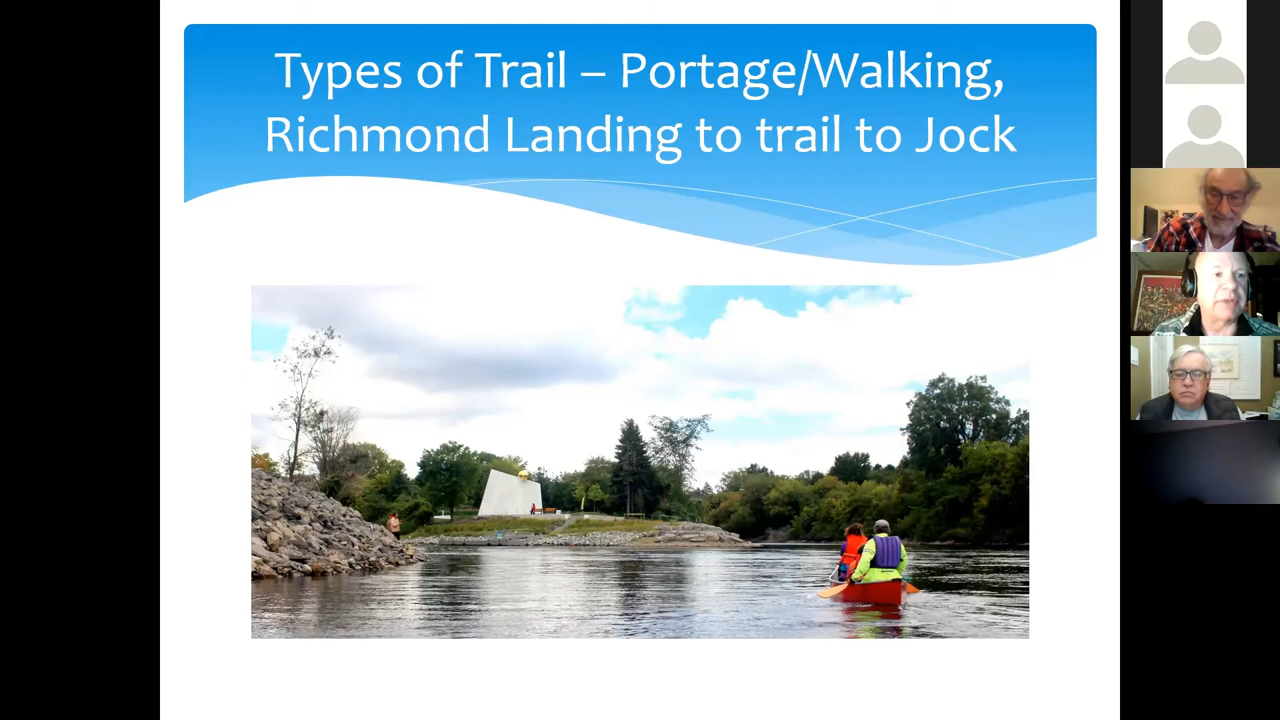 Types of Trail – Portage/Walking,
Richmond Landing to trail to Jock